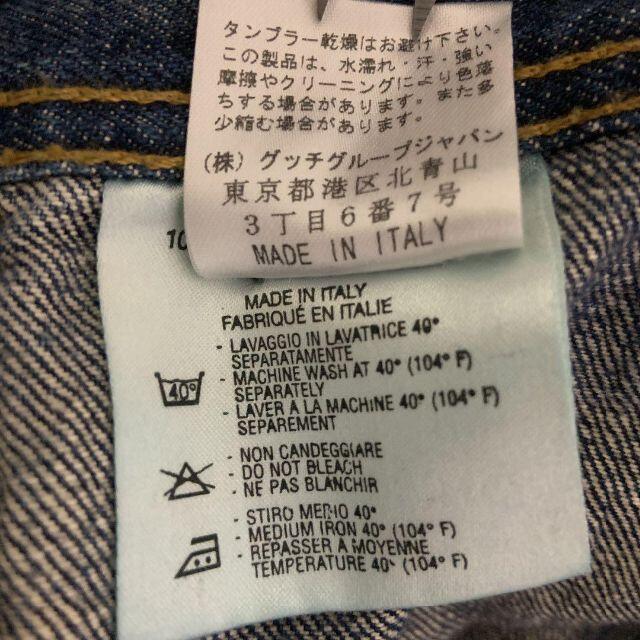 タンブラー乾燥はお避け下さい。
この製品は、水濡れ、汗、強い
摩擦やクリーニングにより色落
ちする場合があります。また多
少縮む場合があります。
(株)グッチグループジャパン
東京都港区北青山
3丁目6番7号
MADE IN ITALY
10
MADE IN ITALY
FABRIQUÉ EN ITALIE
- LAVAGGIO IN LAVATRICE 40°
SEPARATAMENTE
- MACHINE WASH AT 40° (104° F)
SEPARATELY
- LAVER A LA MACHINE 40° (104° F)
SEPAREMENT
40°
- NON CANDEGGIARE
- DO NOT BLEACH
- NE PAS BLANCHIR
- STIRO MEDIO 40°
- MEDIUM IRON 40° (104° F)
- REPASSER A MOYENNE
TEMPERATURE 40° (104° F)